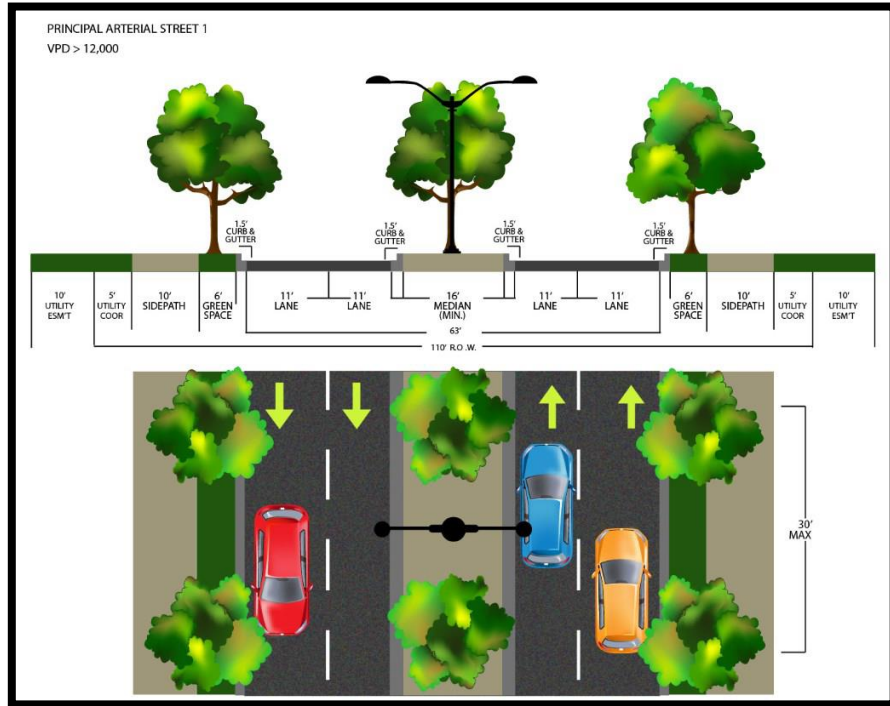 PRINCIPAL ARTERIAL STREET 1
VPD > 12,000
1.5'
CURB &
GUTTER
1.5'
CURB &
GUTTER
1.5'
CURB &
GUTTER
1.5'
CURB &
GUTTER
10'
UTILITY
ESM'T
5'
UTILITY
COOR
10'
SIDEPATH
6'
GREEN
SPACE
11'
LANE
11'
LANE
16'
MEDIAN
(MIN.)
11'
LANE
11'
LANE
6'
GREEN
SPACE
10'
SIDEPATH
5'
UTILITY
COOR
10'
UTILITY
ESM'T
63'
110' R.O .W.
30'
MAX